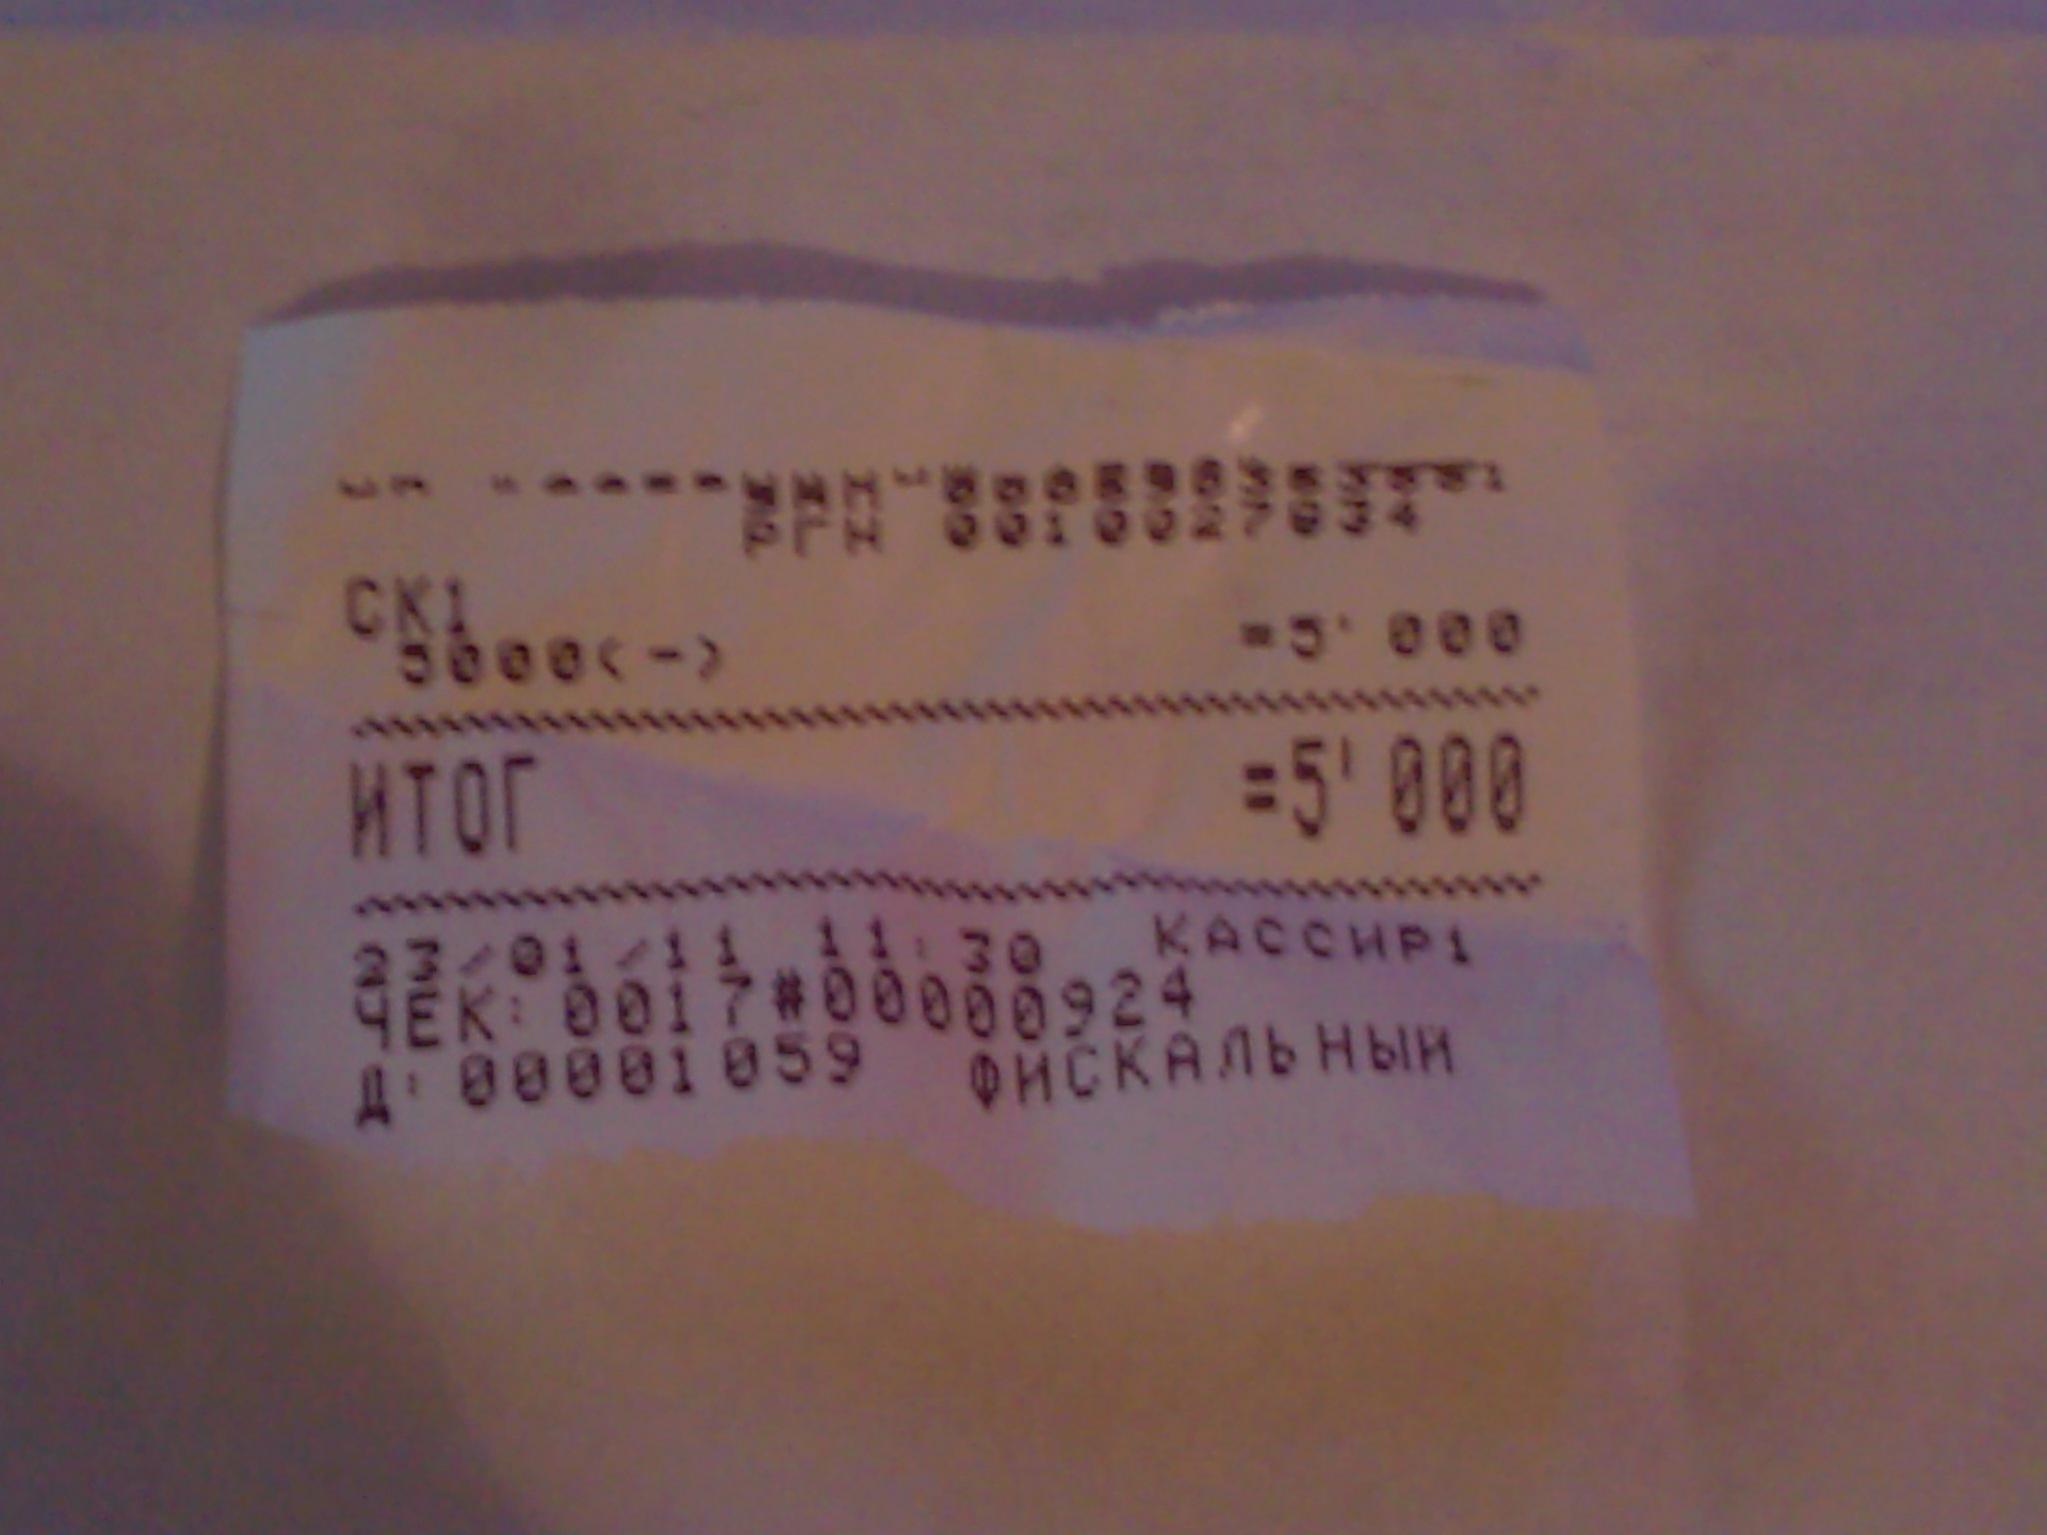 РГН 0010027834
СК1
5000(-) =5'000
ИТОГ =5'000
23/01/11 11:30 КАССИР1
ЧЕК:0017#00000924
Д:00001059 ФИСКАЛЬНЫЙ